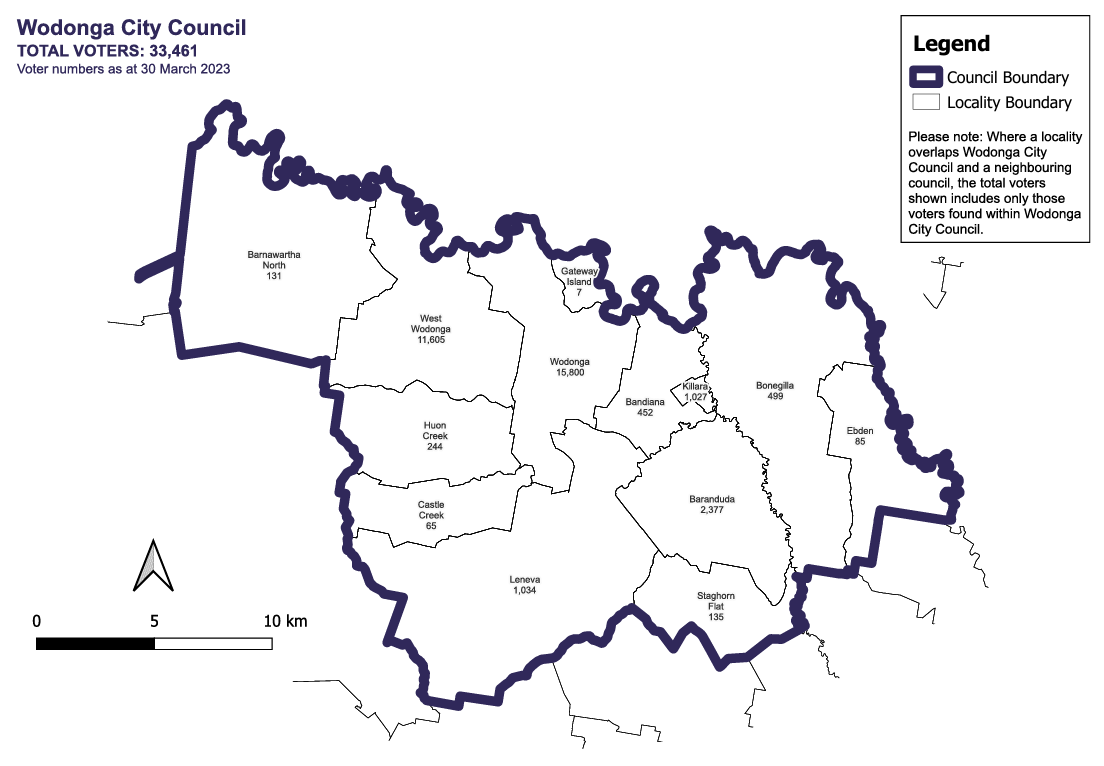 Wodonga City Council
TOTAL VOTERS: 33,461
Voter numbers as at 30 March 2023
Legend
Council Boundary
Locality Boundary
Please note: Where a locality
overlaps Wodonga City
Council and a neighbouring
council, the total voters
shown includes only those
voters found within Wodonga
City Council.
Barnawartha
North
131
Gateway
Island
7
West
Wodonga
11,605
Wodonga
15,800
Killara
1,027
Bonegilla
499
Bandiana
452
Huon
Creek
244
Ebden
85
Castle
Creek
65
Baranduda
2,377
Leneva
1,034
Staghorn
Flat
135
0 5 10 km